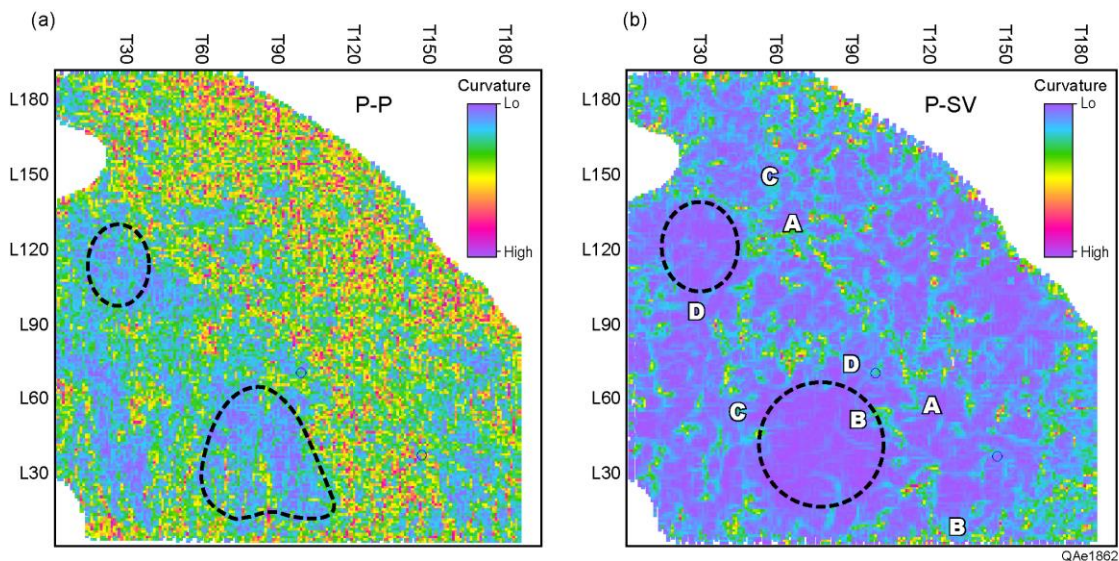 (a)
T30 T60 T90 T120 T150 T180
L180
L150
L120
L90
L60
L30
P-P
Curvature
Lo
High
(b)
T30 T60 T90 T120 T150 T180
L180
L150
L120
L90
L60
L30
P-SV
Curvature
Lo
High
C
A
D
D
C
B
A
B
QAe1862